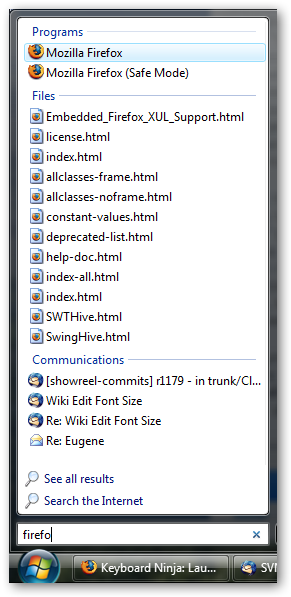 Programs
Mozilla Firefox
Mozilla Firefox (Safe Mode)
Files
Embedded_Firefox_XUL_Support.html
license.html
index.html
allclasses-frame.html
allclasses-noframe.html
constant-values.html
deprecated-list.html
help-doc.html
index-all.html
index.html
SWTHive.html
SwingHive.html
Communications
[showreel-commits] r1179 - in trunk/Cl...
Wiki Edit Font Size
Re: Wiki Edit Font Size
Re: Eugene
See all results
Search the Internet
firefo
Keyboard Ninja: Lau... SVN